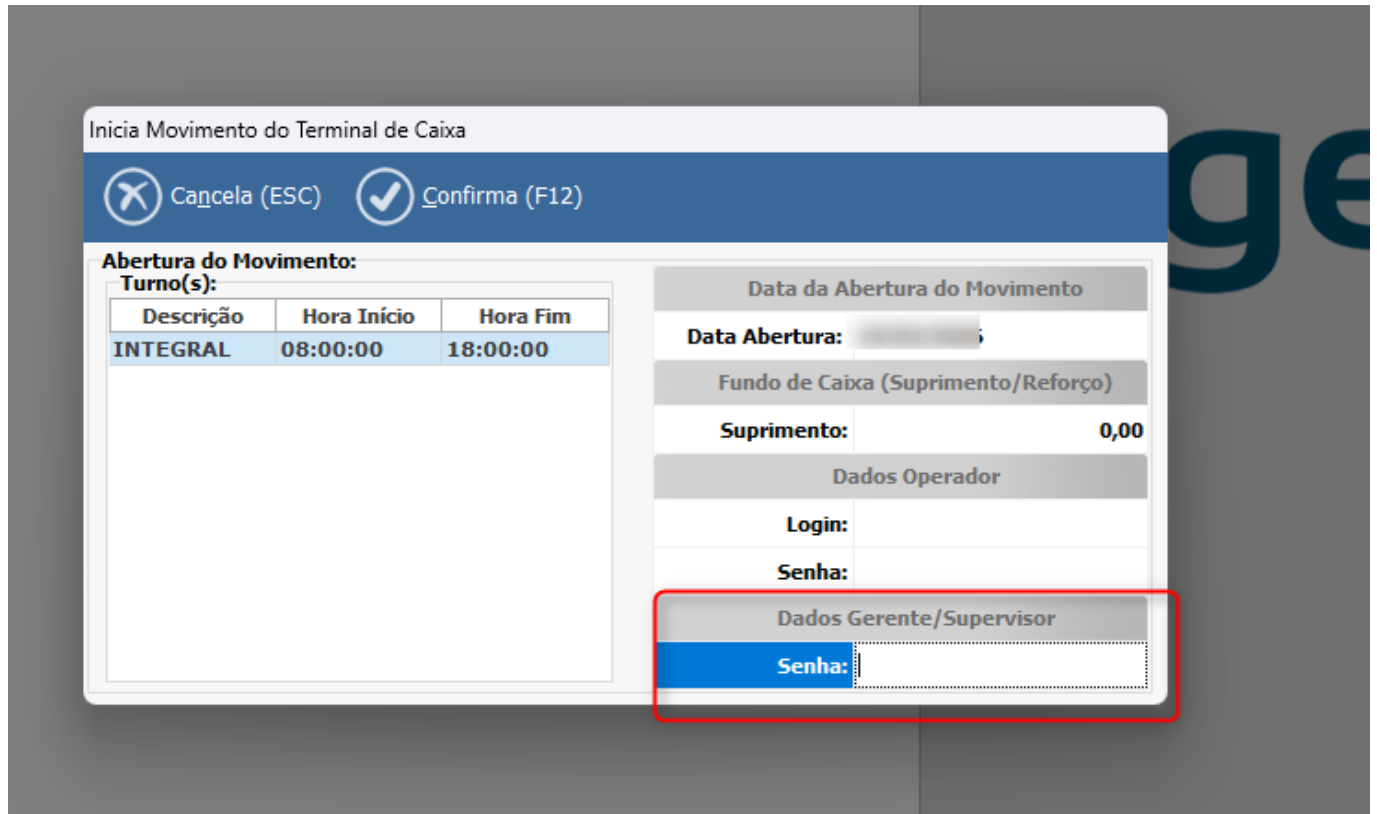 Inicia Movimento do Terminal de Caixa
Cancela (ESC) Confirma (F12)
Abertura do Movimento:
Turno(s):
Descrição Hora Início Hora Fim
INTEGRAL 08:00:00 18:00:00
Data da Abertura do Movimento
Data Abertura:
Fundo de Caixa (Suprimento/Reforço)
Suprimento: 0,00
Dados Operador
Login:
Senha:
Dados Gerente/Supervisor
Senha:
ge